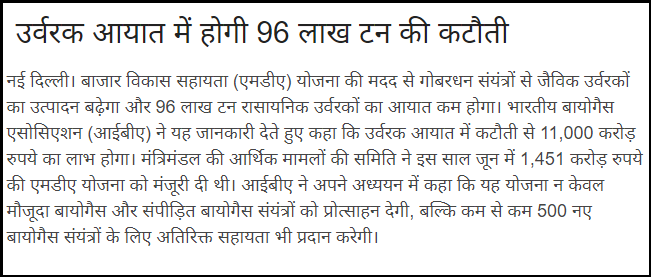 उर्वरक आयात में होगी 96 लाख टन की कटौती
नई दिल्ली। बाजार विकास सहायता (एमडीए) योजना की मदद से गोबरधन संयंत्रों से जैविक उर्वरकों
का उत्पादन बढ़ेगा और 96 लाख टन रासायनिक उर्वरकों का आयात कम होगा। भारतीय बायोगैस
एसोसिएशन (आईबीए) ने यह जानकारी देते हुए कहा कि उर्वरक आयात में कटौती से 11,000 करोड़
रुपये का लाभ होगा। मंत्रिमंडल की आर्थिक मामलों की समिति ने इस साल जून में 1,451 करोड़ रुपये
की एमडीए योजना को मंजूरी दी थी। आईबीए ने अपने अध्ययन में कहा कि यह योजना न केवल
मौजूदा बायोगैस और संपीड़ित बायोगैस संयंत्रों को प्रोत्साहन देगी, बल्कि कम से कम 500 नए
बायोगैस संयंत्रों के लिए अतिरिक्त सहायता भी प्रदान करेगी।